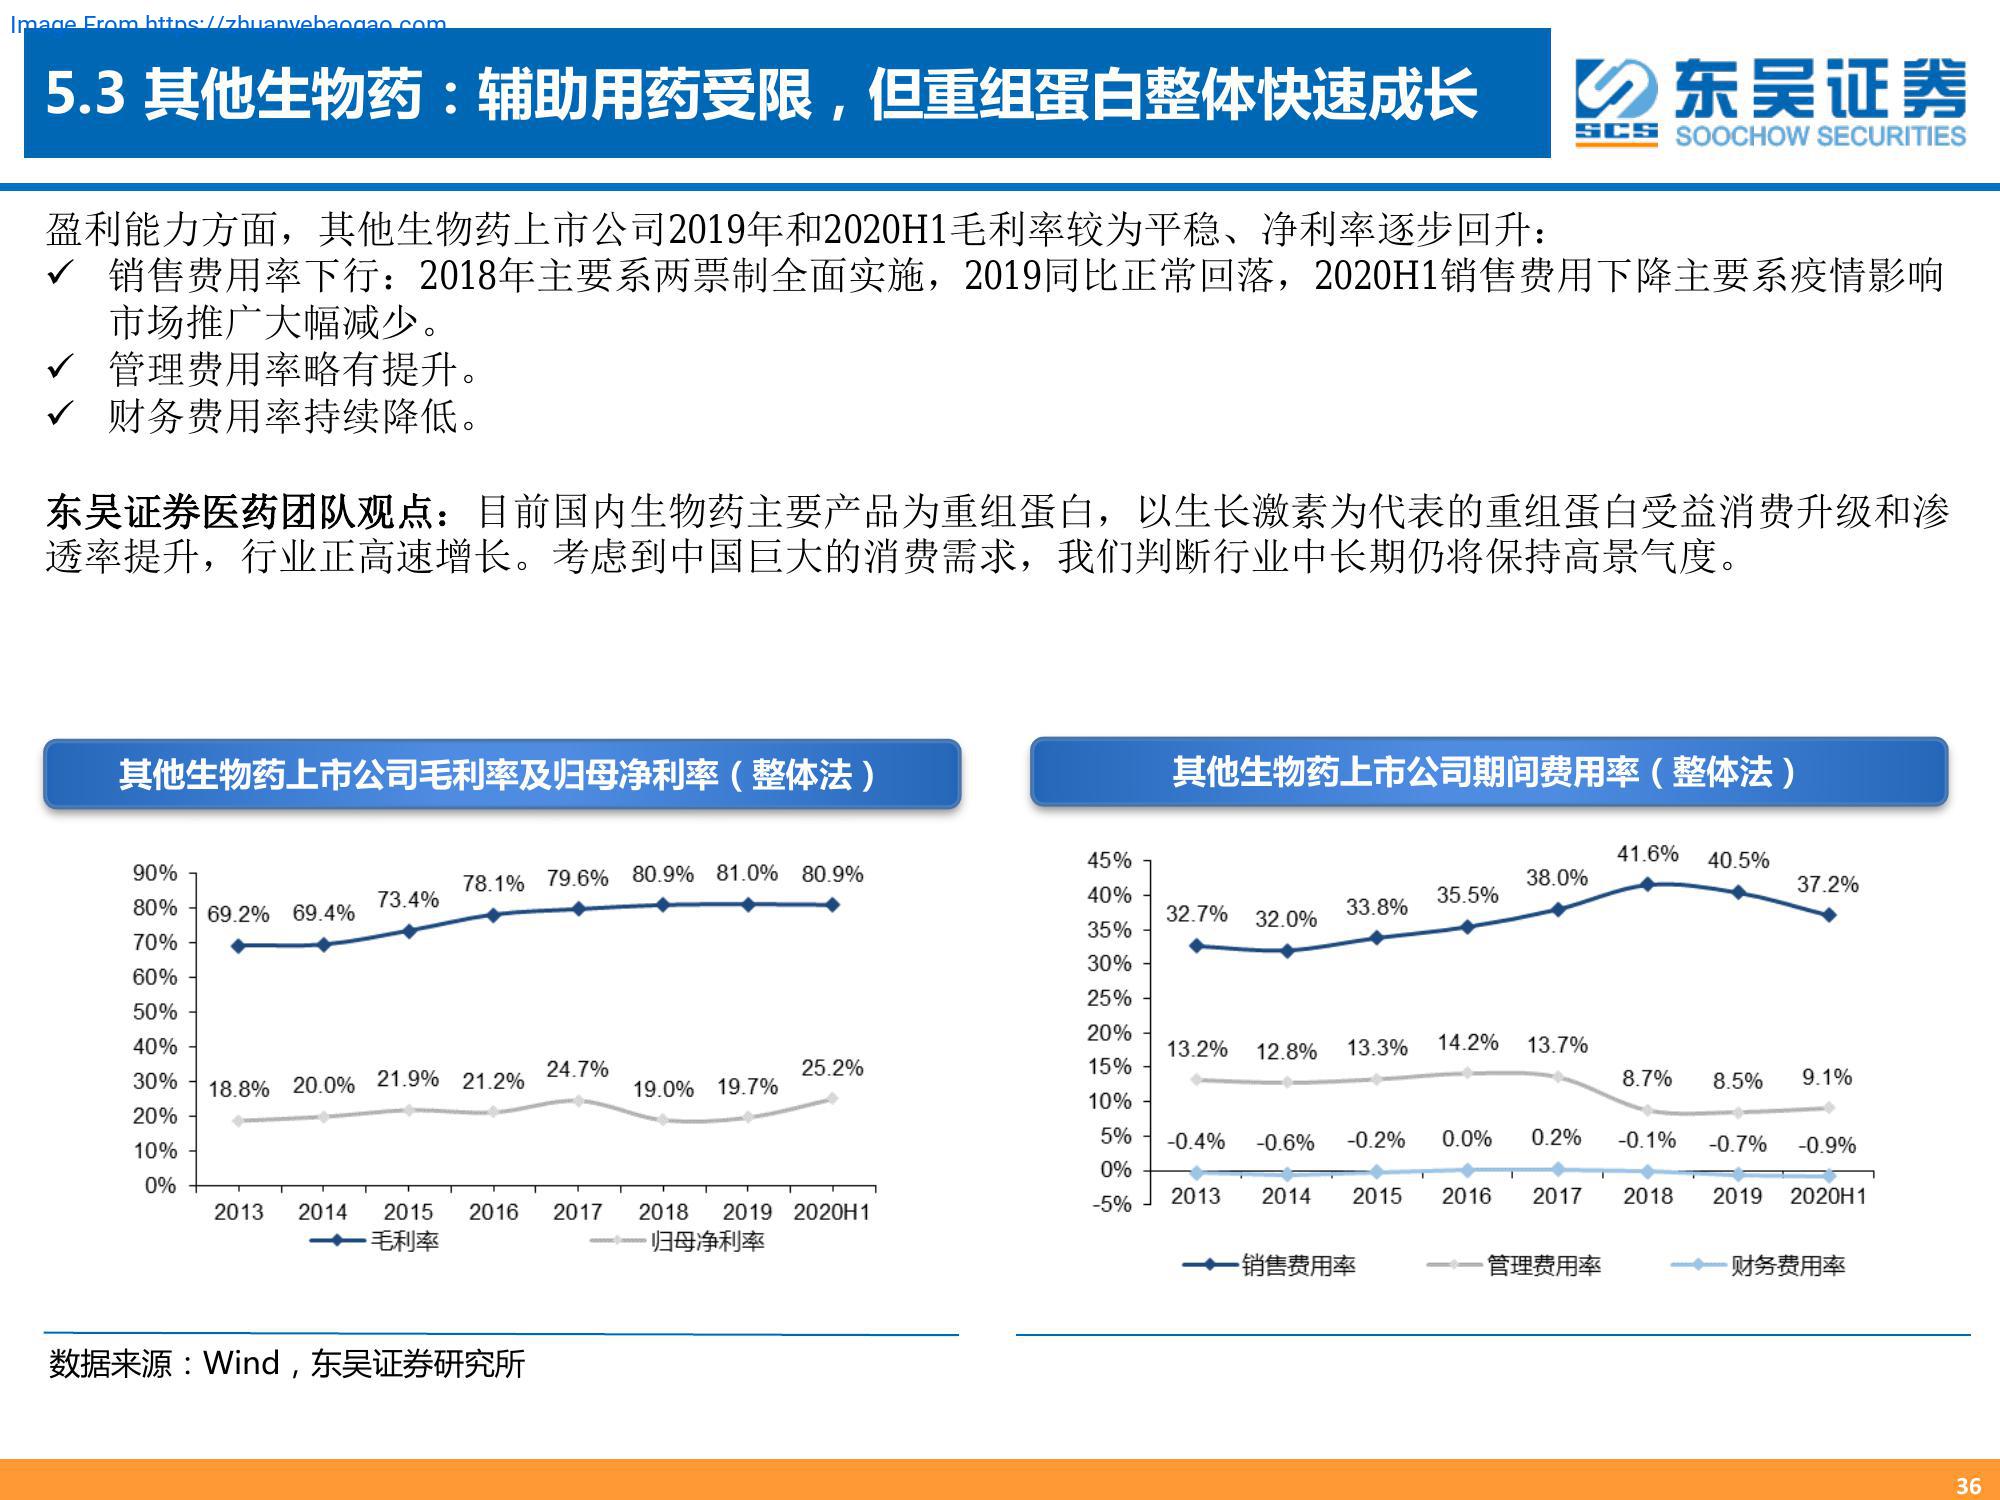 Image From https://zhuanyebaogao.com
5.3 其他生物药：辅助用药受限，但重组蛋白整体快速成长
东吴证券
SCS
SOOCHOW SECURITIES
盈利能力方面，其他生物药上市公司2019年和2020H1毛利率较为平稳、净利率逐步回升：
✓ 销售费用率下行：2018年主要系两票制全面实施，2019同比正常回落，2020H1销售费用下降主要系疫情影响
市场推广大幅减少。
✓ 管理费用率略有提升。
✓ 财务费用率持续降低。
东吴证券医药团队观点：目前国内生物药主要产品为重组蛋白，以生长激素为代表的重组蛋白受益消费升级和渗
透率提升，行业正高速增长。考虑到中国巨大的消费需求，我们判断行业中长期仍将保持高景气度。
其他生物药上市公司毛利率及归母净利率（整体法）
90%
80%
70%
60%
50%
40%
30%
20%
10%
0%
69.2% 69.4% 73.4% 78.1% 79.6% 80.9% 81.0% 80.9%
18.8% 20.0% 21.9% 21.2% 24.7% 19.0% 19.7% 25.2%
2013 2014 2015 2016 2017 2018 2019 2020H1
毛利率 归母净利率
其他生物药上市公司期间费用率（整体法）
45%
40%
35%
30%
25%
20%
15%
10%
5%
0%
-5%
32.7% 32.0% 33.8% 35.5% 38.0% 41.6% 40.5% 37.2%
13.2% 12.8% 13.3% 14.2% 13.7% 8.7% 8.5% 9.1%
-0.4% -0.6% -0.2% 0.0% 0.2% -0.1% -0.7% -0.9%
2013 2014 2015 2016 2017 2018 2019 2020H1
销售费用率 管理费用率 财务费用率
数据来源：Wind，东吴证券研究所
36